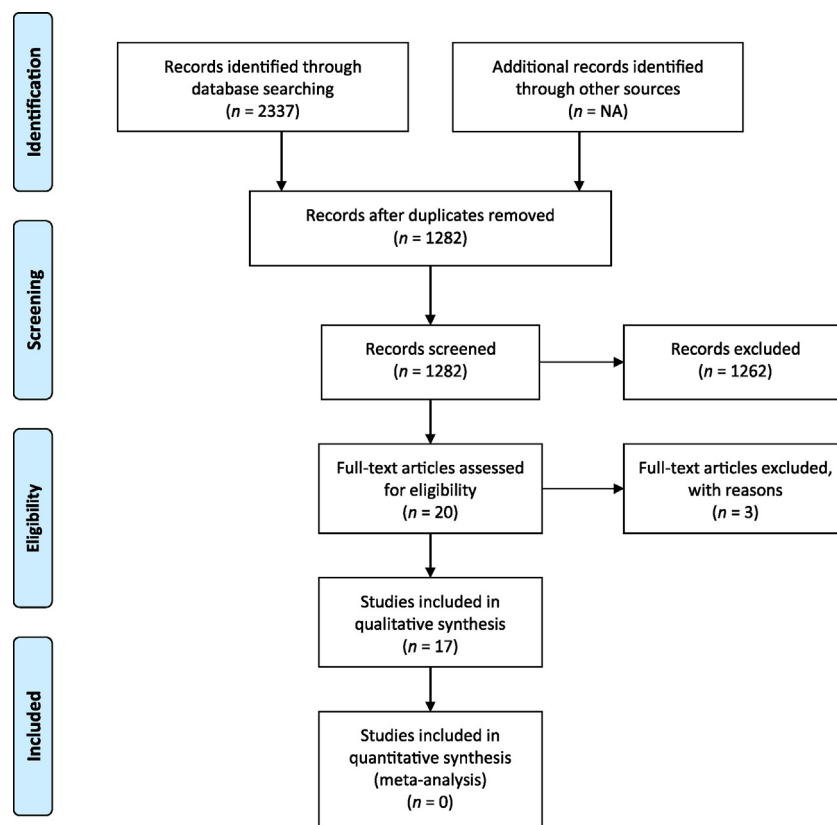 Identification
Records identified through
database searching
(n = 2337)
Additional records identified
through other sources
(n = NA)
Records after duplicates removed
(n = 1282)
Screening
Records screened
(n = 1282)
Records excluded
(n = 1262)
Eligibility
Full-text articles assessed
for eligibility
(n = 20)
Full-text articles excluded,
with reasons
(n = 3)
Studies included in
qualitative synthesis
(n = 17)
Included
Studies included in
quantitative synthesis
(meta-analysis)
(n = 0)